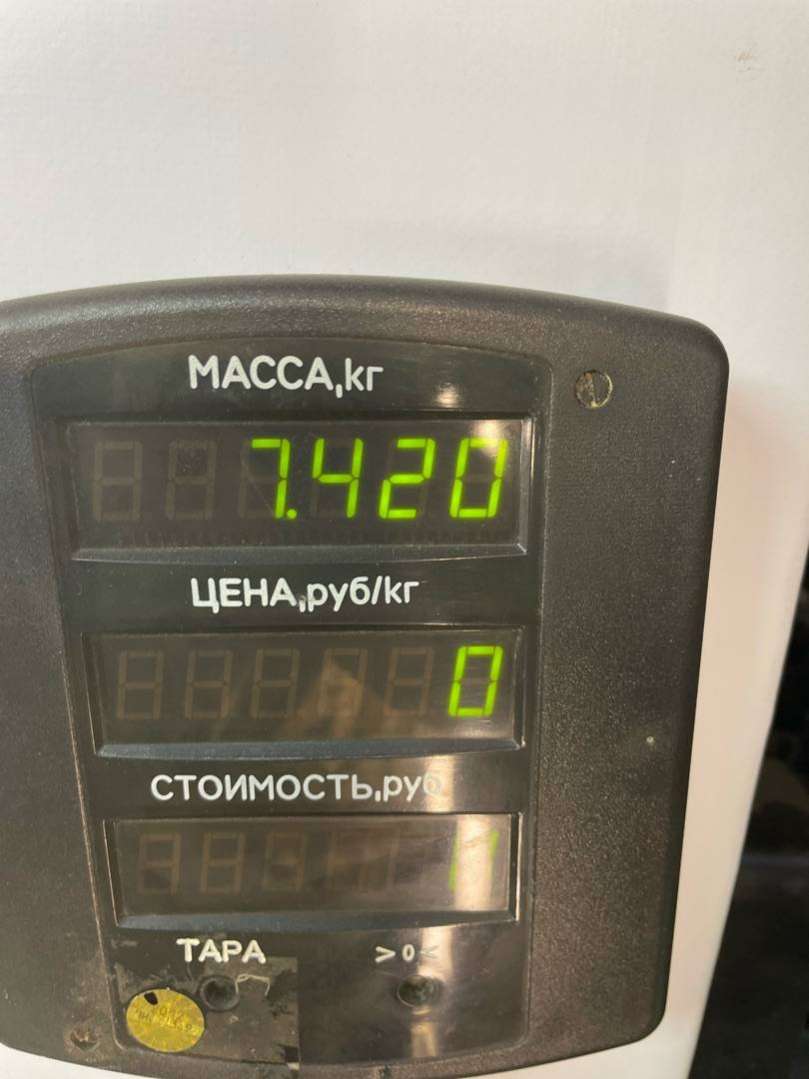 МАССА,кг
7.420
ЦЕНА,руб/кг
0
СТОИМОСТЬ,руб
0
ТАРА >0<